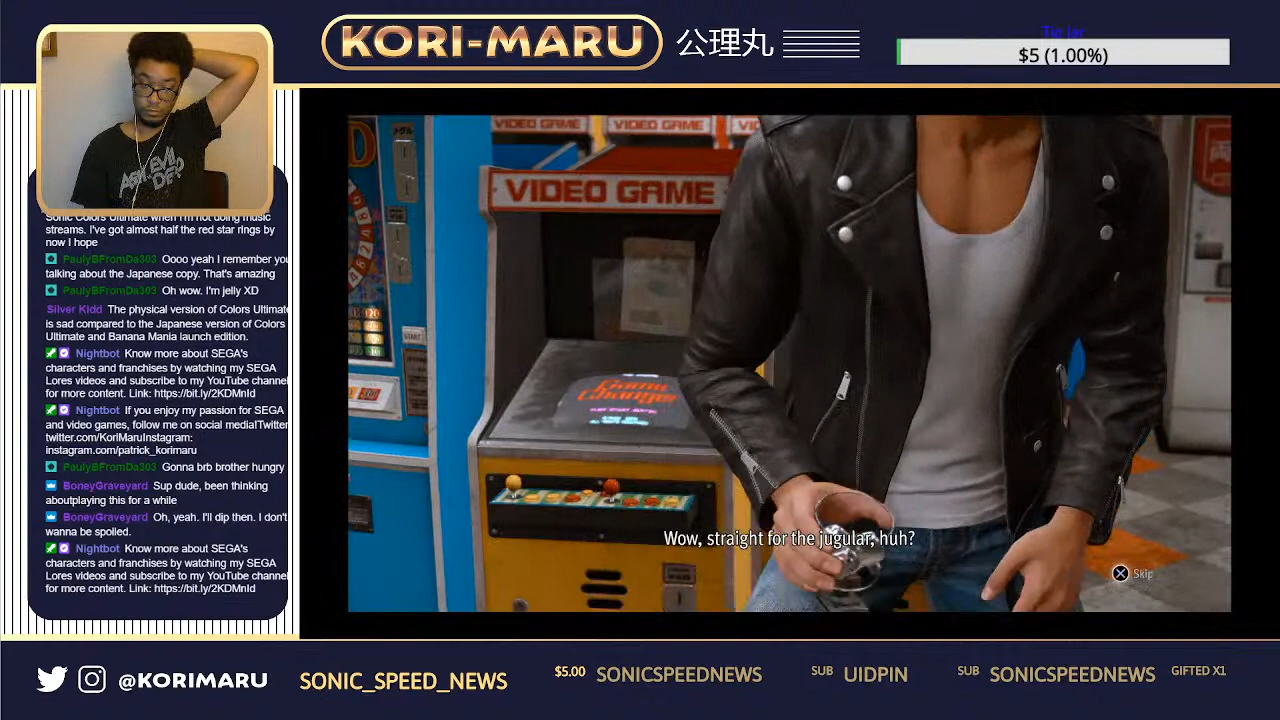 KORI-MARU 公理丸
Tip Jar
$5 (1.00%)
Sonic Colors Ultimate when I'm not doing music
streams. I've got almost half the red star rings by
now I hope
PaulyBFromDa303 Oooo yeah I remember you
talking about the Japanese copy. That's amazing
PaulyBFromDa303 Oh wow. I'm jelly XD
Silver Kidd The physical version of Colors Ultimate
is sad compared to the Japanese version of Colors
Ultimate and Banana Mania launch edition.
Nightbot Know more about SEGA's
characters and franchises by watching my SEGA
Lores videos and subscribe to my YouTube channel
for more content. Link: https://bit.ly/2KDMnId
Nightbot If you enjoy my passion for SEGA
and video games, follow me on social media!Twitter:
twitter.com/KoriMaruInstagram:
instagram.com/patrick_korimaru
PaulyBFromDa303 Gonna brb brother hungry
BoneyGraveyard Sup dude, been thinking
aboutplaying this for a while
BoneyGraveyard Oh, yeah. I'll dip then. I don't
wanna be spoiled.
Nightbot Know more about SEGA's
characters and franchises by watching my SEGA
Lores videos and subscribe to my YouTube channel
for more content. Link: https://bit.ly/2KDMnId
VIDEO GAME
VIDEO GAME
VI
VIDEO GAME
メダル
START
Game
Changer
Wow, straight for the jugular, huh?
Skip
@KORIMARU
SONIC_SPEED_NEWS
$5.00 SONICSPEEDNEWS
SUB UIDPIN
SUB SONICSPEEDNEWS GIFTED X1